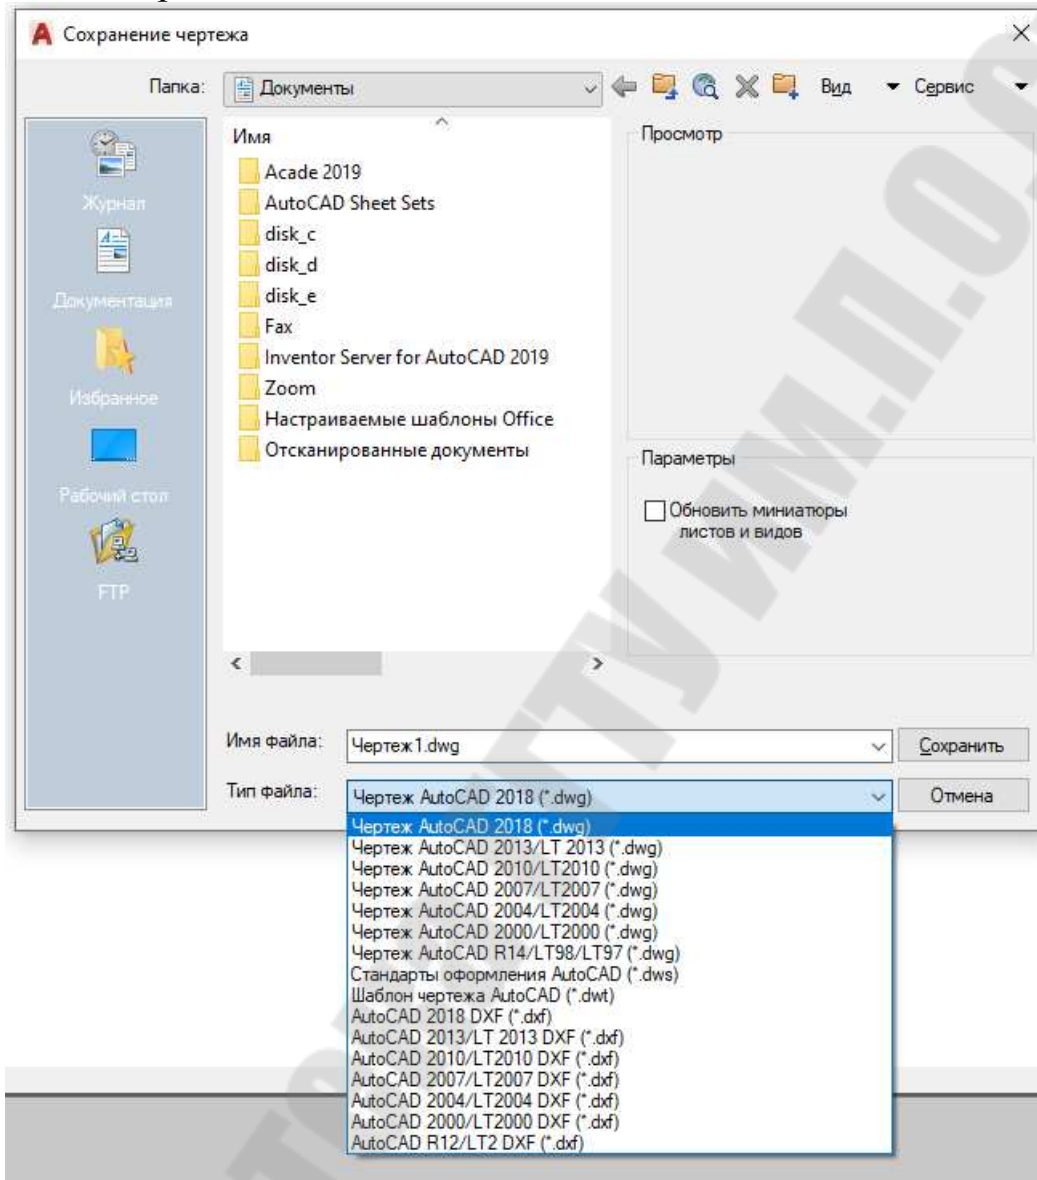 Сохранение чертежа
Папка: Документы Вид Сервис
Журнал
Документация
Избранное
Рабочий стол
FTP
Имя
Acade 2019
AutoCAD Sheet Sets
disk_c
disk_d
disk_e
Fax
Inventor Server for AutoCAD 2019
Zoom
Настраиваемые шаблоны Office
Отсканированные документы
Просмотр
Параметры
Обновить миниатюры
листов и видов
Имя файла: Чертеж1.dwg Сохранить
Тип файла: Чертеж AutoCAD 2018 (*.dwg) Отмена
Чертеж AutoCAD 2018 (*.dwg)
Чертеж AutoCAD 2013/LT 2013 (*.dwg)
Чертеж AutoCAD 2010/LT2010 (*.dwg)
Чертеж AutoCAD 2007/LT2007 (*.dwg)
Чертеж AutoCAD 2004/LT2004 (*.dwg)
Чертеж AutoCAD 2000/LT2000 (*.dwg)
Чертеж AutoCAD R14/LT98/LT97 (*.dwg)
Стандарты оформления AutoCAD (*.dws)
Шаблон чертежа AutoCAD (*.dwt)
AutoCAD 2018 DXF (*.dxf)
AutoCAD 2013/LT 2013 DXF (*.dxf)
AutoCAD 2010/LT2010 DXF (*.dxf)
AutoCAD 2007/LT2007 DXF (*.dxf)
AutoCAD 2004/LT2004 DXF (*.dxf)
AutoCAD 2000/LT2000 DXF (*.dxf)
AutoCAD R12/LT2 DXF (*.dxf)
ГГТУ ИМ.П.О.